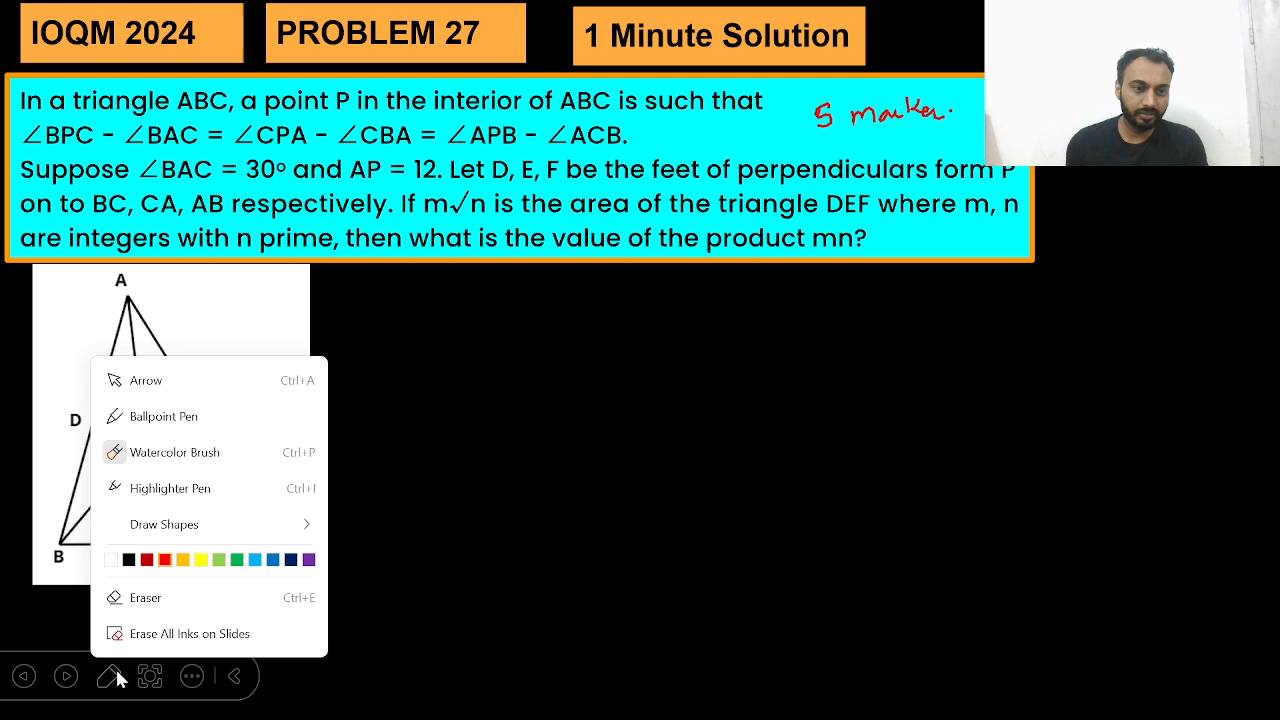 IOQM 2024
PROBLEM 27
1 Minute Solution
In a triangle ABC, a point P in the interior of ABC is such that
∠BPC - ∠BAC = ∠CPA - ∠CBA = ∠APB - ∠ACB.
5 marker.
Suppose ∠BAC = 30° and AP = 12. Let D, E, F be the feet of perpendiculars form P
on to BC, CA, AB respectively. If m√n is the area of the triangle DEF where m, n
are integers with n prime, then what is the value of the product mn?
A
D
B
Arrow Ctrl+A
Ballpoint Pen
Watercolor Brush Ctrl+P
Highlighter Pen Ctrl+I
Draw Shapes
Eraser Ctrl+E
Erase All Inks on Slides